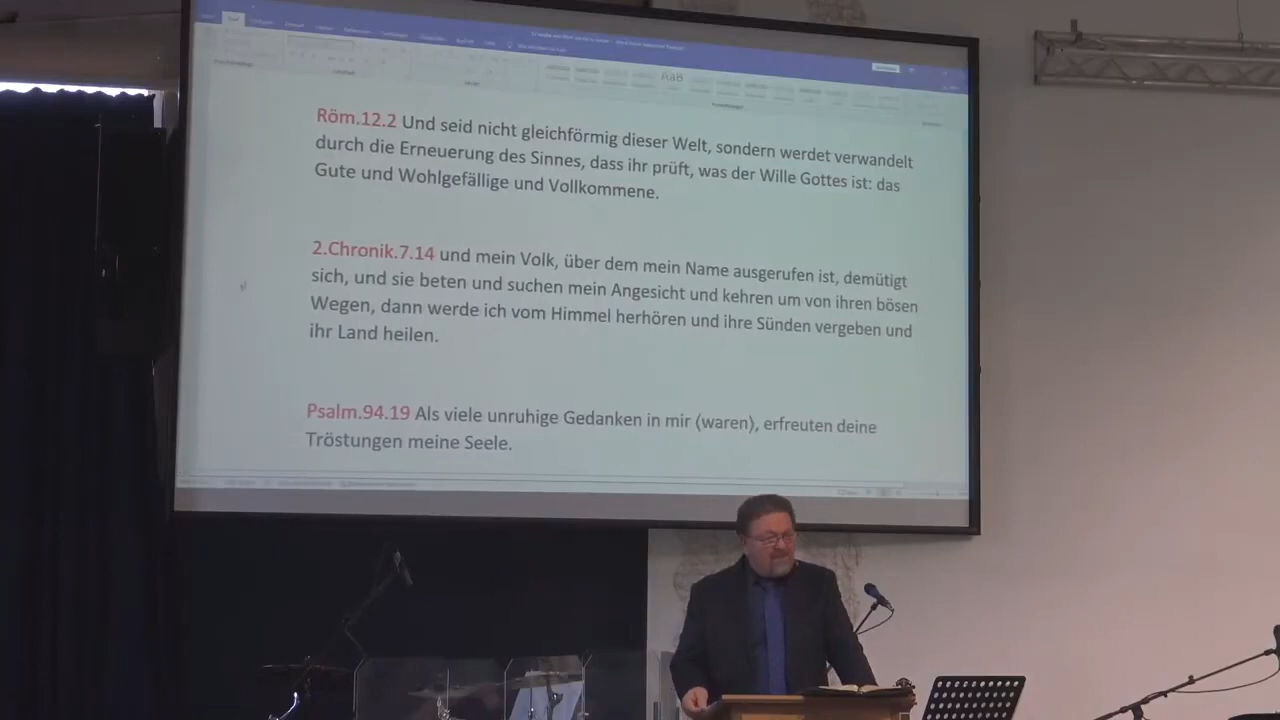 Röm.12.2 Und seid nicht gleichförmig dieser Welt, sondern werdet verwandelt
durch die Erneuerung des Sinnes, dass ihr prüft, was der Wille Gottes ist: das
Gute und Wohlgefällige und Vollkommene.
2.Chronik.7.14 und mein Volk, über dem mein Name ausgerufen ist, demütigt
sich, und sie beten und suchen mein Angesicht und kehren um von ihren bösen
Wegen, dann werde ich vom Himmel herhören und ihre Sünden vergeben und
ihr Land heilen.
Psalm.94.19 Als viele unruhige Gedanken in mir ⟨waren⟩, erfreuten deine
Tröstungen meine Seele.